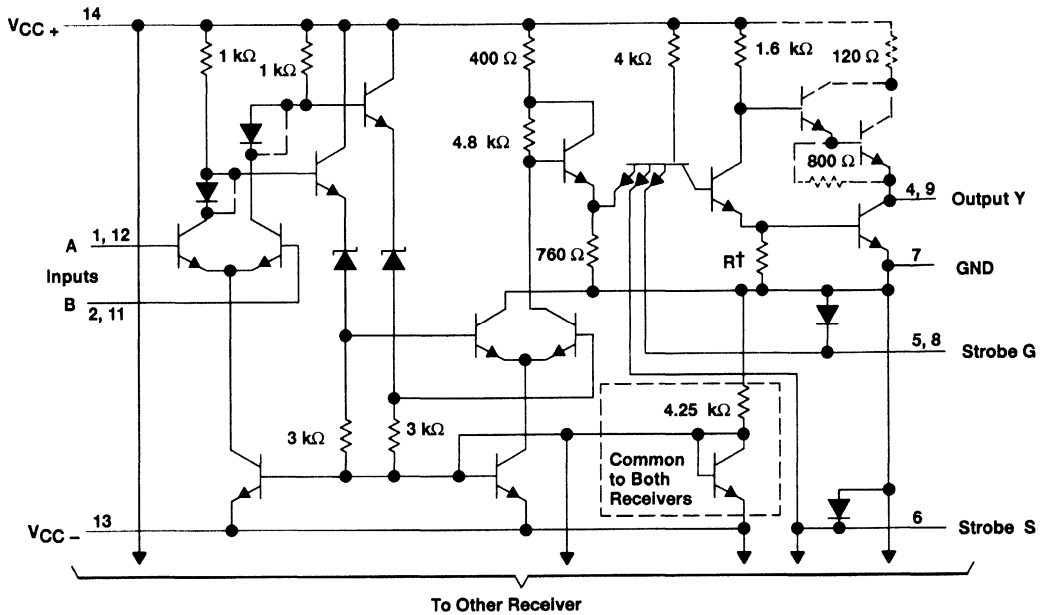 VCC + 14
1 kΩ
1 kΩ
400 Ω
4 kΩ
1.6 kΩ
120 Ω
4.8 kΩ
800 Ω
4, 9 Output Y
A 1, 12
Inputs
B 2, 11
760 Ω
R†
7 GND
5, 8 Strobe G
3 kΩ
3 kΩ
4.25 kΩ
Common
to Both
Receivers
VCC – 13
6 Strobe S
To Other Receiver